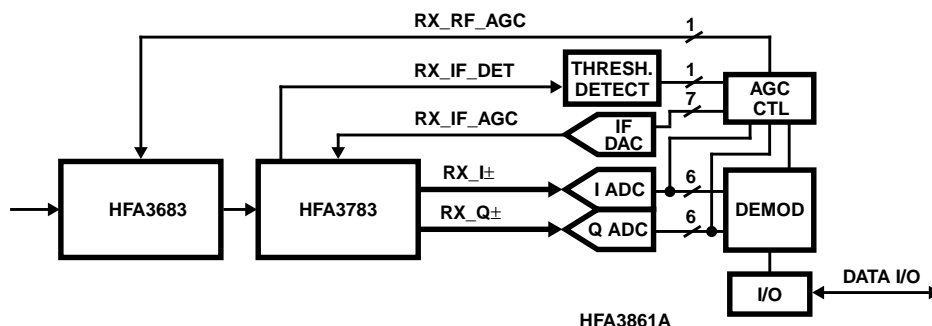 RX_RF_AGC
1
RX_IF_DET
THRESH.
DETECT
1
AGC
CTL
7
RX_IF_AGC
IF
DAC
HFA3683
HFA3783
RX_I±
I ADC
6
RX_Q±
Q ADC
6
DEMOD
I/O
DATA I/O
HFA3861A